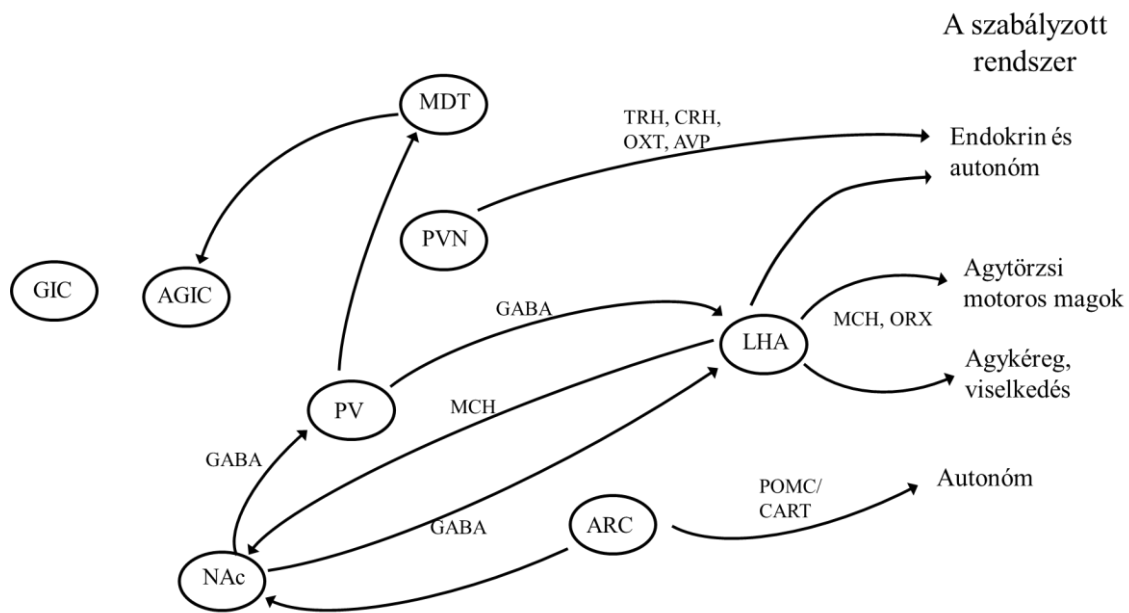 A szabályzott
rendszer
MDT
TRH, CRH,
OXT, AVP
Endokrin és
autonóm
PVN
GIC
AGIC
Agytörzsi
motoros magok
GABA
MCH, ORX
LHA
Agykéreg,
viselkedés
PV
MCH
GABA
POMC/
CART
Autonóm
GABA
ARC
NAc